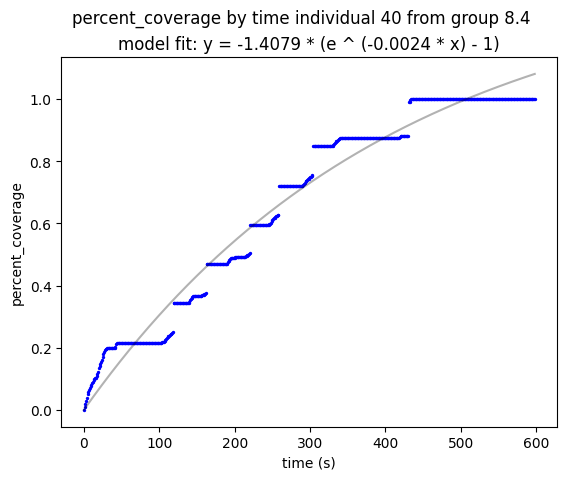 percent_coverage by time individual 40 from group 8.4
model fit: y = -1.4079 * (e ^ (-0.0024 * x) - 1)
percent_coverage
1.0
0.8
0.6
0.4
0.2
0.0
0 100 200 300 400 500 600
time (s)